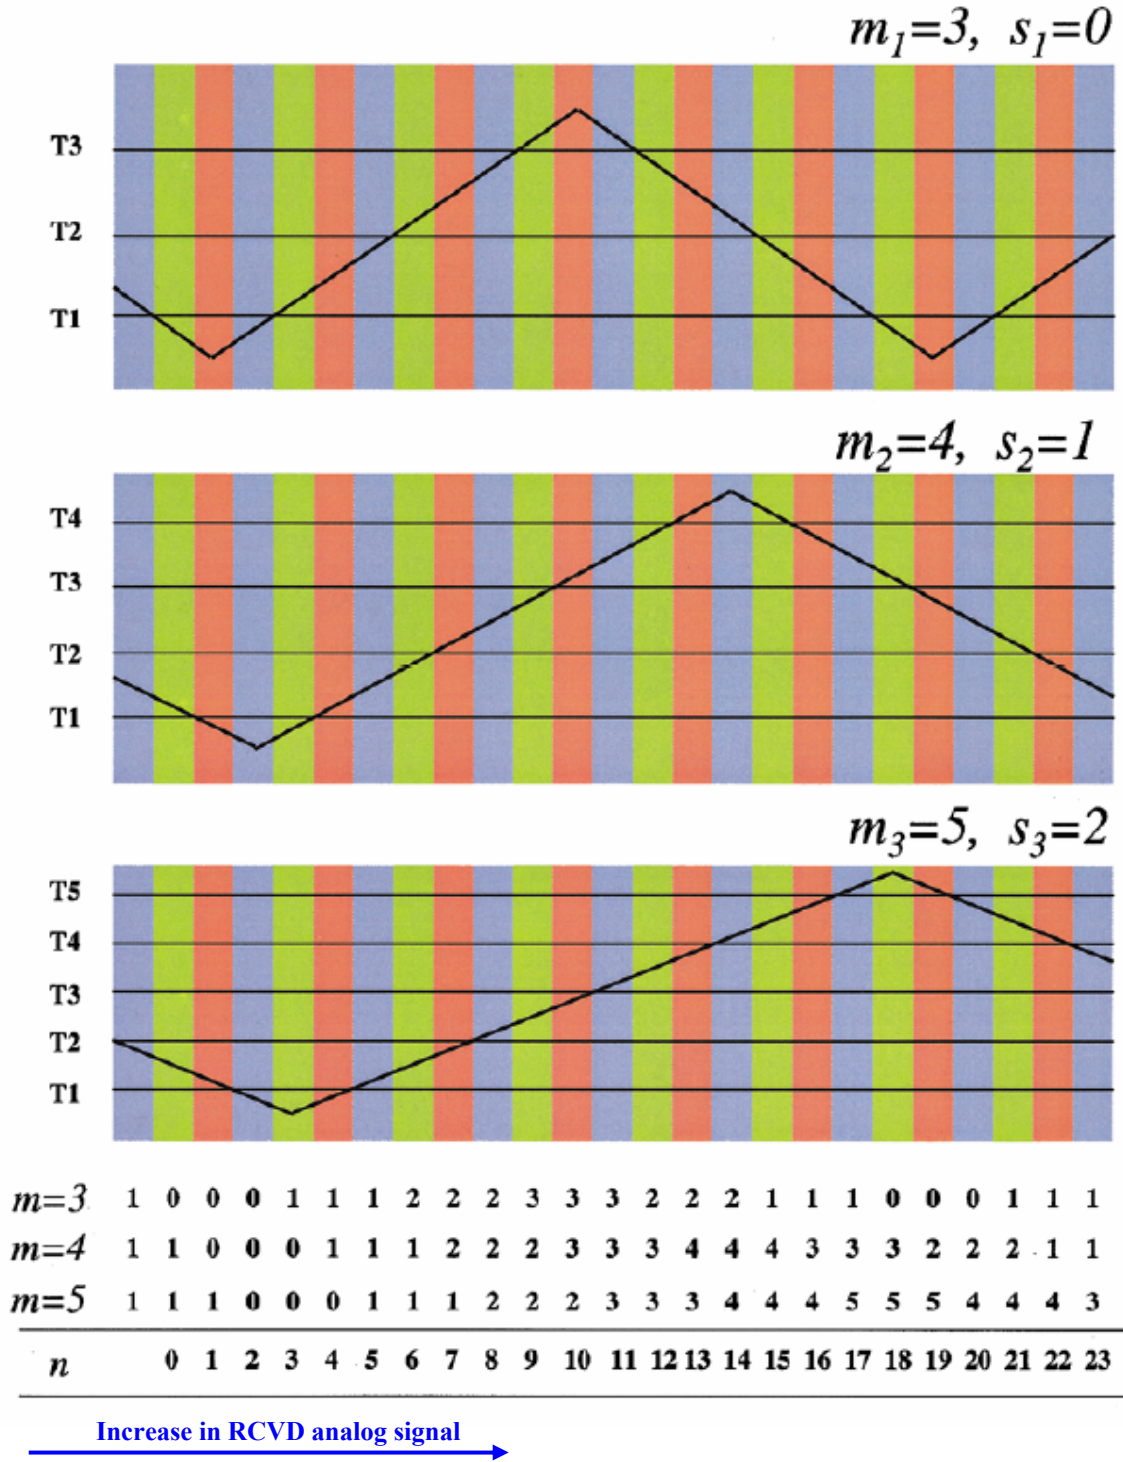 m₁=3, s₁=0
T3
T2
T1
m₂=4, s₂=1
T4
T3
T2
T1
m₃=5, s₃=2
T5
T4
T3
T2
T1
m=3 1 0 0 0 1 1 1 2 2 2 3 3 3 2 2 2 1 1 1 0 0 0 1 1 1
m=4 1 1 0 0 0 1 1 1 2 2 2 3 3 3 4 4 4 3 3 3 2 2 2 1 1
m=5 1 1 1 0 0 0 1 1 1 2 2 2 3 3 3 4 4 4 5 5 5 4 4 4 3
n 0 1 2 3 4 5 6 7 8 9 10 11 12 13 14 15 16 17 18 19 20 21 22 23
Increase in RCVD analog signal